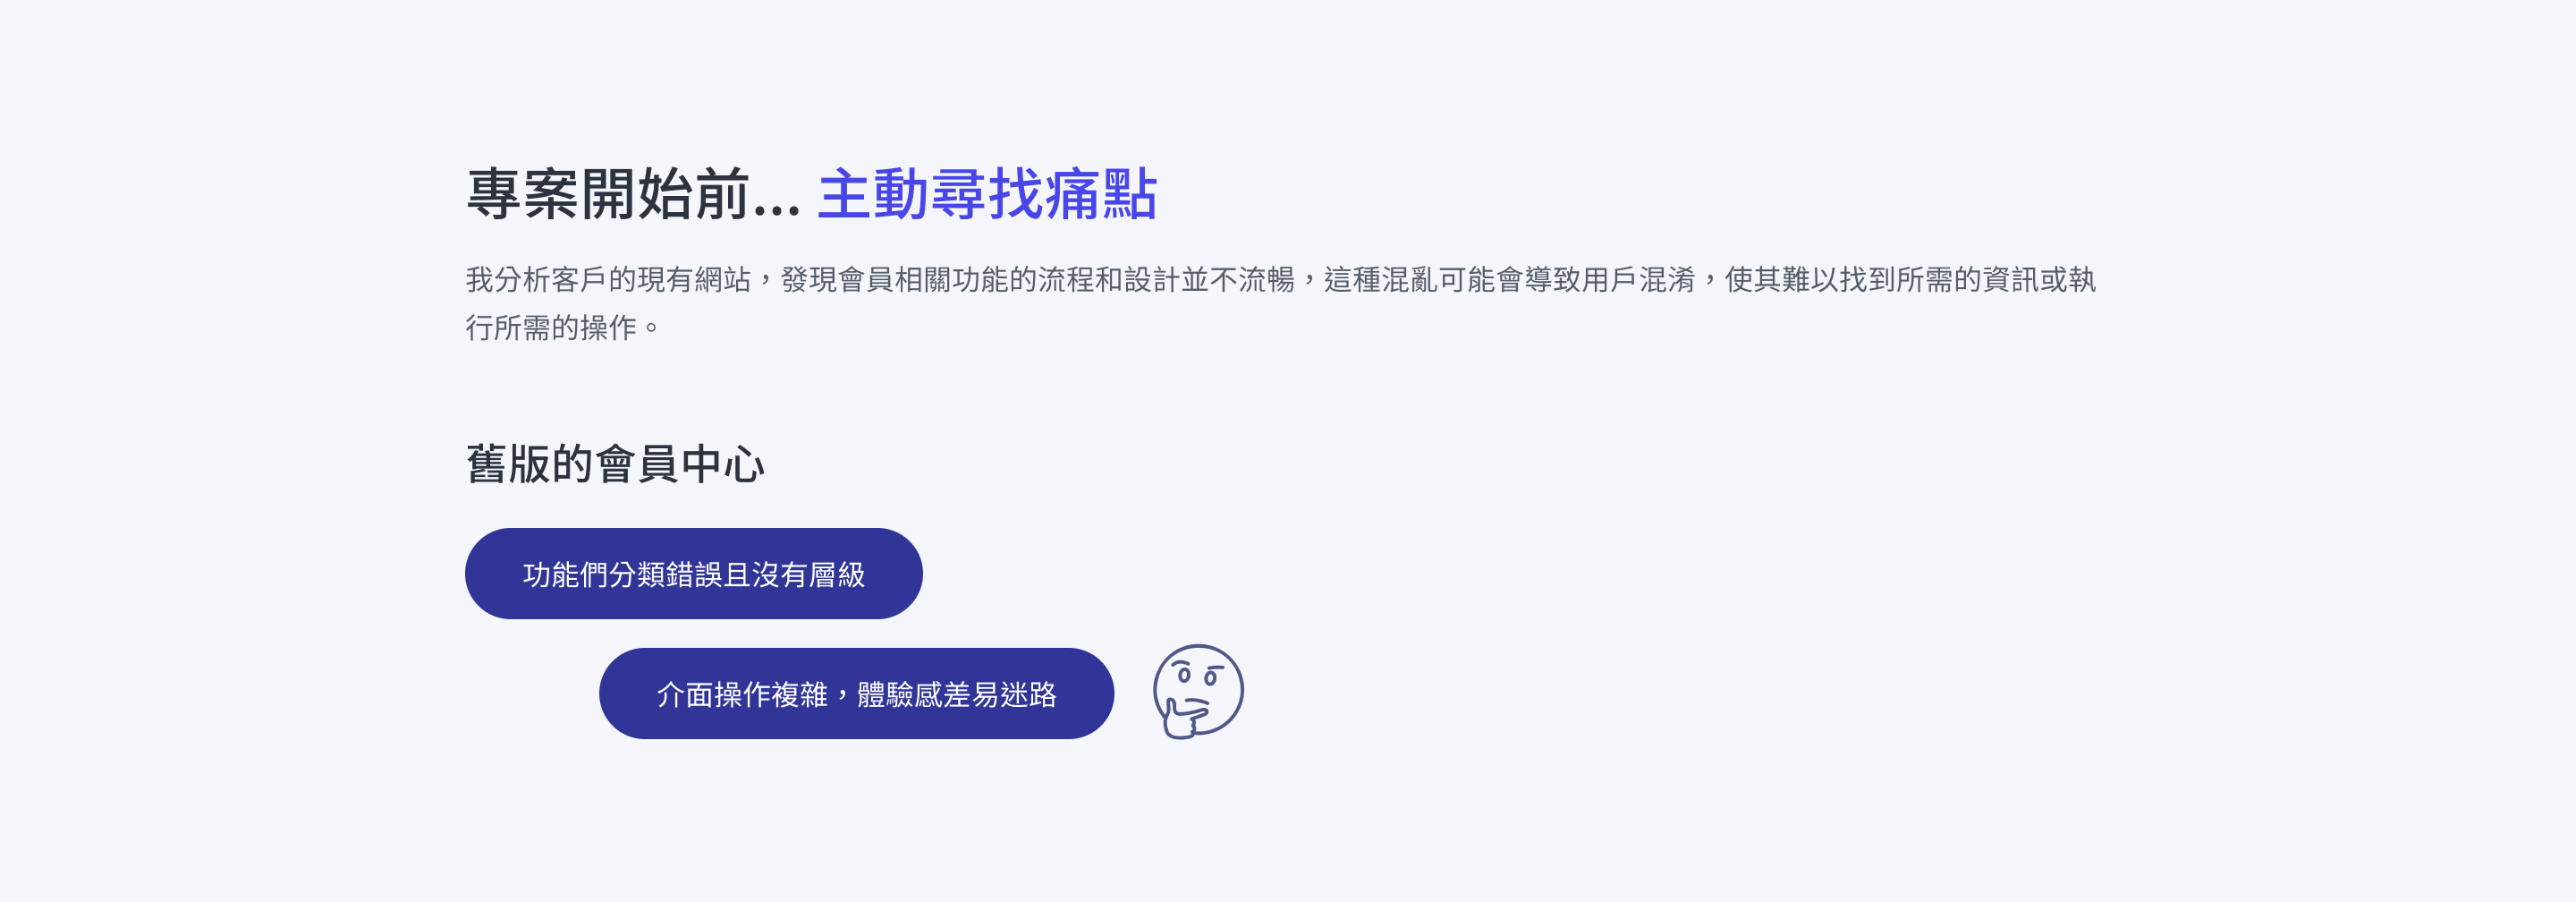 專案開始前... 主動尋找痛點
我分析客戶的現有網站，發現會員相關功能的流程和設計並不流暢，這種混亂可能會導致用戶混淆，使其難以找到所需的資訊或執
行所需的操作。
舊版的會員中心
功能們分類錯誤且沒有層級
介面操作複雜，體驗感差易迷路